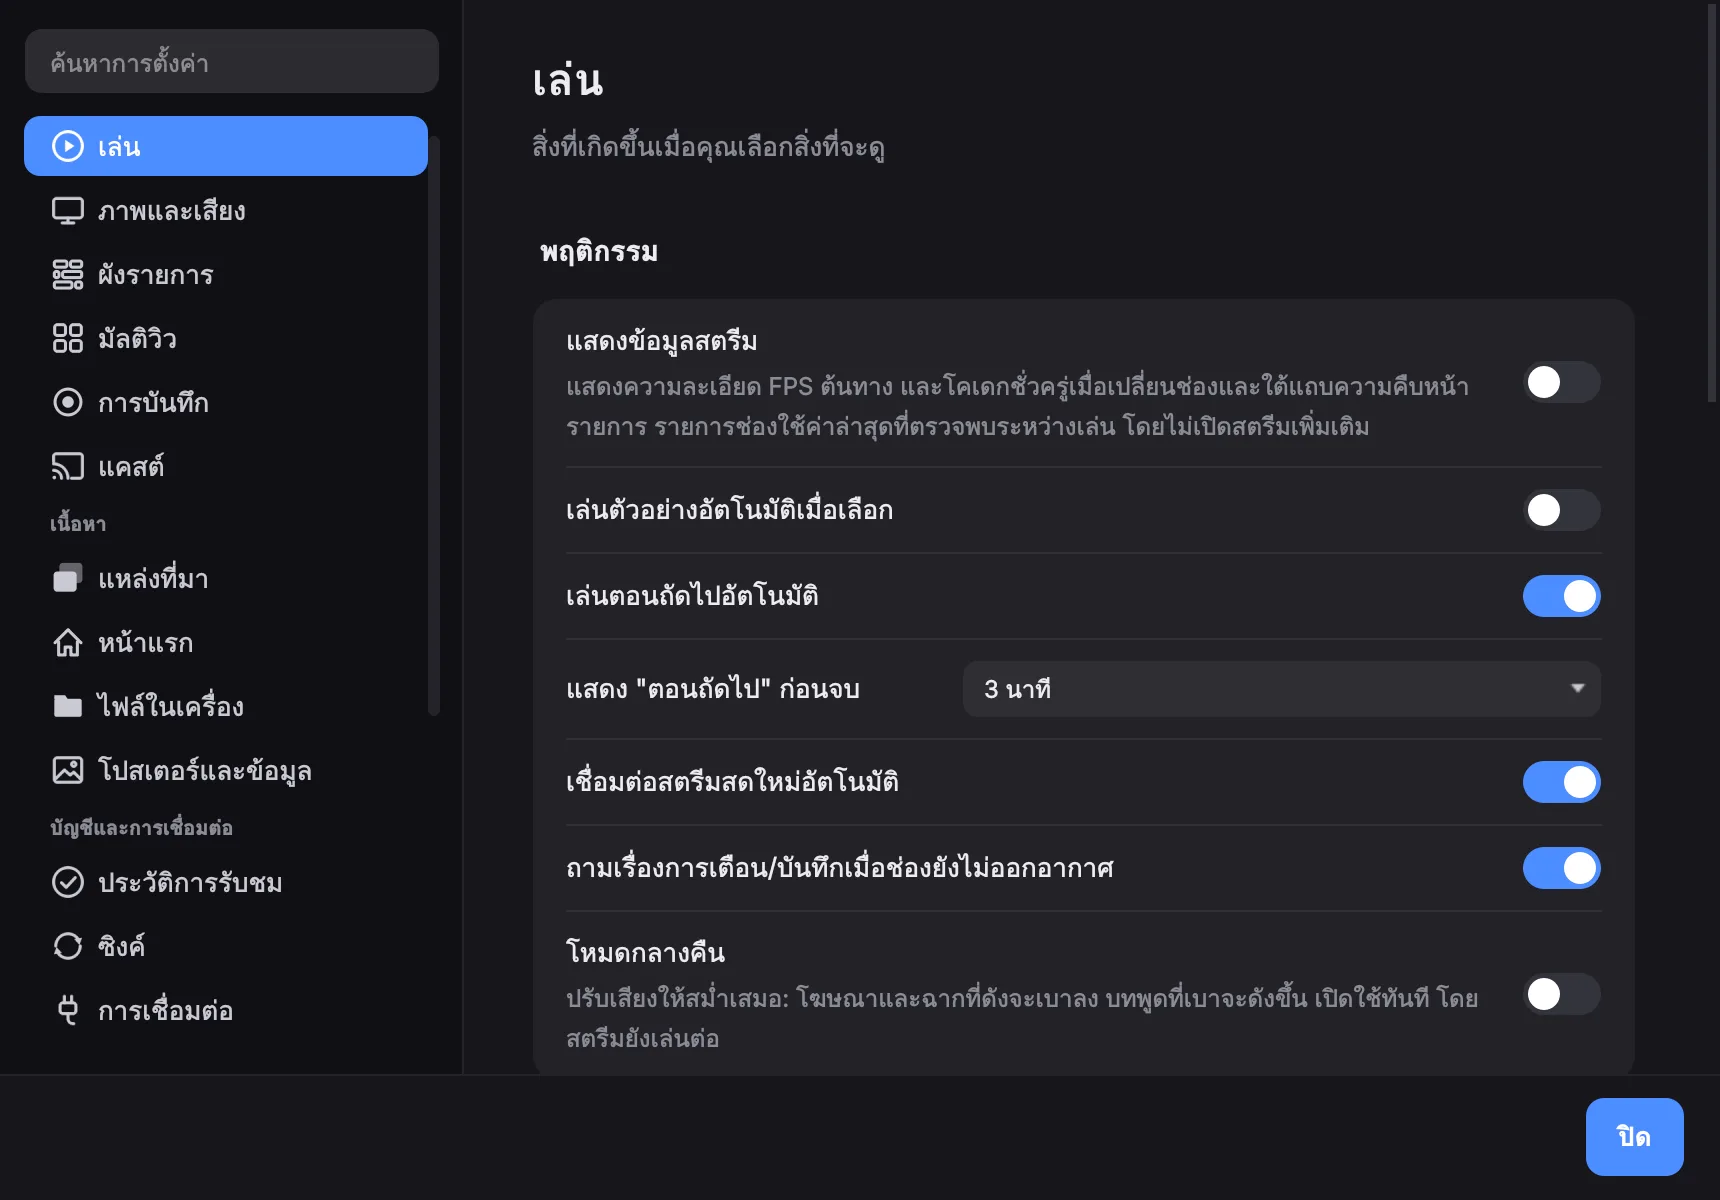 ค้นหาการตั้งค่า
เล่น
ภาพและเสียง
ผังรายการ
มัลติวิว
การบันทึก
แคสต์
เนื้อหา
แหล่งที่มา
หน้าแรก
ไฟล์ในเครื่อง
โปสเตอร์และข้อมูล
บัญชีและการเชื่อมต่อ
ประวัติการรับชม
ซิงค์
การเชื่อมต่อ
เล่น
สิ่งที่เกิดขึ้นเมื่อคุณเลือกสิ่งที่จะดู
พฤติกรรม
แสดงข้อมูลสตรีม
แสดงความละเอียด FPS ต้นทาง และโคเดกชั่วครู่เมื่อเปลี่ยนช่องและใต้แถบความคืบหน้า
รายการ รายการช่องใช้ค่าล่าสุดที่ตรวจพบระหว่างเล่น โดยไม่เปิดสตรีมเพิ่มเติม
เล่นตัวอย่างอัตโนมัติเมื่อเลือก
เล่นตอนถัดไปอัตโนมัติ
แสดง "ตอนถัดไป" ก่อนจบ
3 นาที
เชื่อมต่อสตรีมสดใหม่อัตโนมัติ
ถามเรื่องการเตือน/บันทึกเมื่อช่องยังไม่ออกอากาศ
โหมดกลางคืน
ปรับเสียงให้สม่ำเสมอ: โฆษณาและฉากที่ดังจะเบาลง บทพูดที่เบาจะดังขึ้น เปิดใช้ทันที โดย
สตรีมยังเล่นต่อ
ปิด